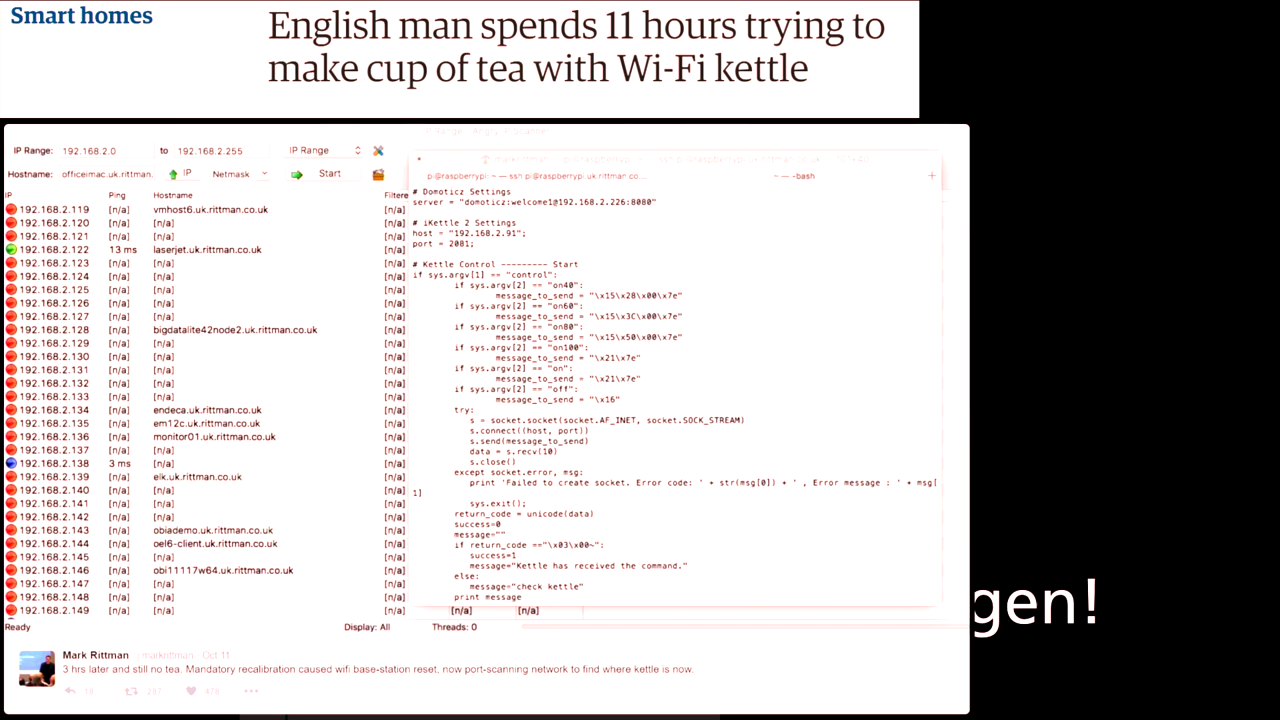 Smart homes
English man spends 11 hours trying to
make cup of tea with Wi-Fi kettle
IP Range: 192.168.2.0 to 192.168.2.255 IP Range
Hostname: officeimac.uk.rittman. IP Netmask Start
IP Ping Hostname Filtere
192.168.2.119 [n/a] vmhost6.uk.rittman.co.uk [n/a]
192.168.2.120 [n/a] [n/a] [n/a]
192.168.2.121 [n/a] [n/a] [n/a]
192.168.2.122 13 ms laserjet.uk.rittman.co.uk [n/a]
192.168.2.123 [n/a] [n/a] [n/a]
192.168.2.124 [n/a] [n/a] [n/a]
192.168.2.125 [n/a] [n/a] [n/a]
192.168.2.126 [n/a] [n/a] [n/a]
192.168.2.127 [n/a] [n/a] [n/a]
192.168.2.128 [n/a] bigdatalite42node2.uk.rittman.co.uk [n/a]
192.168.2.129 [n/a] [n/a] [n/a]
192.168.2.130 [n/a] [n/a] [n/a]
192.168.2.131 [n/a] [n/a] [n/a]
192.168.2.132 [n/a] [n/a] [n/a]
192.168.2.133 [n/a] [n/a] [n/a]
192.168.2.134 [n/a] endeca.uk.rittman.co.uk [n/a]
192.168.2.135 [n/a] em12c.uk.rittman.co.uk [n/a]
192.168.2.136 [n/a] monitor01.uk.rittman.co.uk [n/a]
192.168.2.137 [n/a] [n/a] [n/a]
192.168.2.138 3 ms [n/a] [n/a]
192.168.2.139 [n/a] elk.uk.rittman.co.uk [n/a]
192.168.2.140 [n/a] [n/a] [n/a]
192.168.2.141 [n/a] [n/a] [n/a]
192.168.2.142 [n/a] [n/a] [n/a]
192.168.2.143 [n/a] obiademo.uk.rittman.co.uk [n/a]
192.168.2.144 [n/a] oel6-client.uk.rittman.co.uk [n/a]
192.168.2.145 [n/a] [n/a] [n/a]
192.168.2.146 [n/a] obi11117w64.uk.rittman.co.uk [n/a]
192.168.2.147 [n/a] [n/a] [n/a]
192.168.2.148 [n/a] [n/a] [n/a]
192.168.2.149 [n/a] [n/a] [n/a] [n/a] [n/a]
Ready Display: All Threads: 0
pi@raspberrypi: ~ — ssh pi@raspberrypi.uk.rittman.co... ~ — -bash +
# Domoticz Settings
server = "domoticz:welcome1@192.168.2.226:8080"
# iKettle 2 Settings
host = "192.168.2.91";
port = 2081;
# Kettle Control --------- Start
if sys.argv[1] == "control":
if sys.argv[2] == "on40":
message_to_send = "\x15\x28\x00\x7e"
if sys.argv[2] == "on60":
message_to_send = "\x15\x3C\x00\x7e"
if sys.argv[2] == "on80":
message_to_send = "\x15\x50\x00\x7e"
if sys.argv[2] == "on100":
message_to_send = "\x21\x7e"
if sys.argv[2] == "on":
message_to_send = "\x21\x7e"
if sys.argv[2] == "off":
message_to_send = "\x16"
try:
s = socket.socket(socket.AF_INET, socket.SOCK_STREAM)
s.connect((host, port))
s.send(message_to_send)
data = s.recv(10)
s.close()
except socket.error, msg:
print 'Failed to create socket. Error code: ' + str(msg[0]) + ' , Error message : ' + msg[
1]
sys.exit();
return_code = unicode(data)
success=0
message=""
if return_code =="\x03\x00~":
success=1
message="Kettle has received the command."
else:
message="check kettle"
print message
gen!
Mark Rittman markrittman Oct 11
3 hrs later and still no tea. Mandatory recalibration caused wifi base-station reset, now port-scanning network to find where kettle is now.